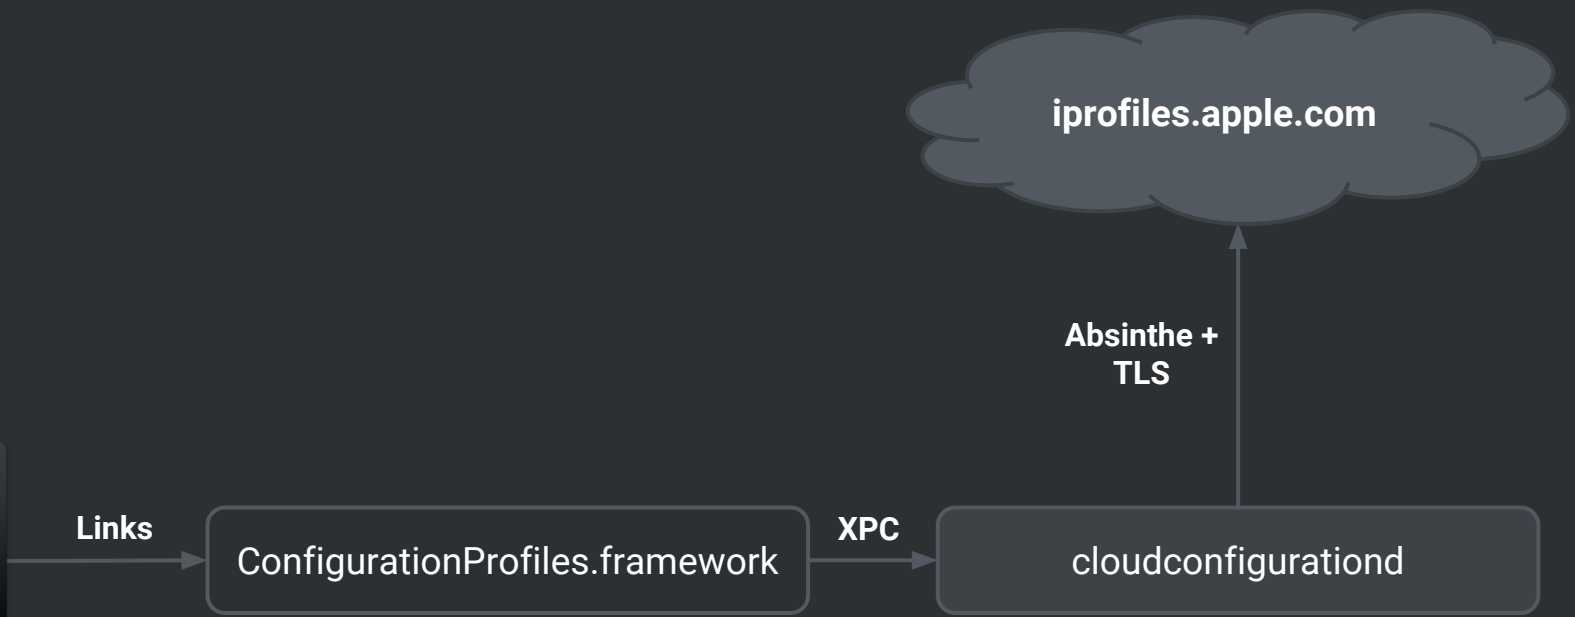 iprofiles.apple.com
Absinthe +
TLS
Links
ConfigurationProfiles.framework
XPC
cloudconfigurationd